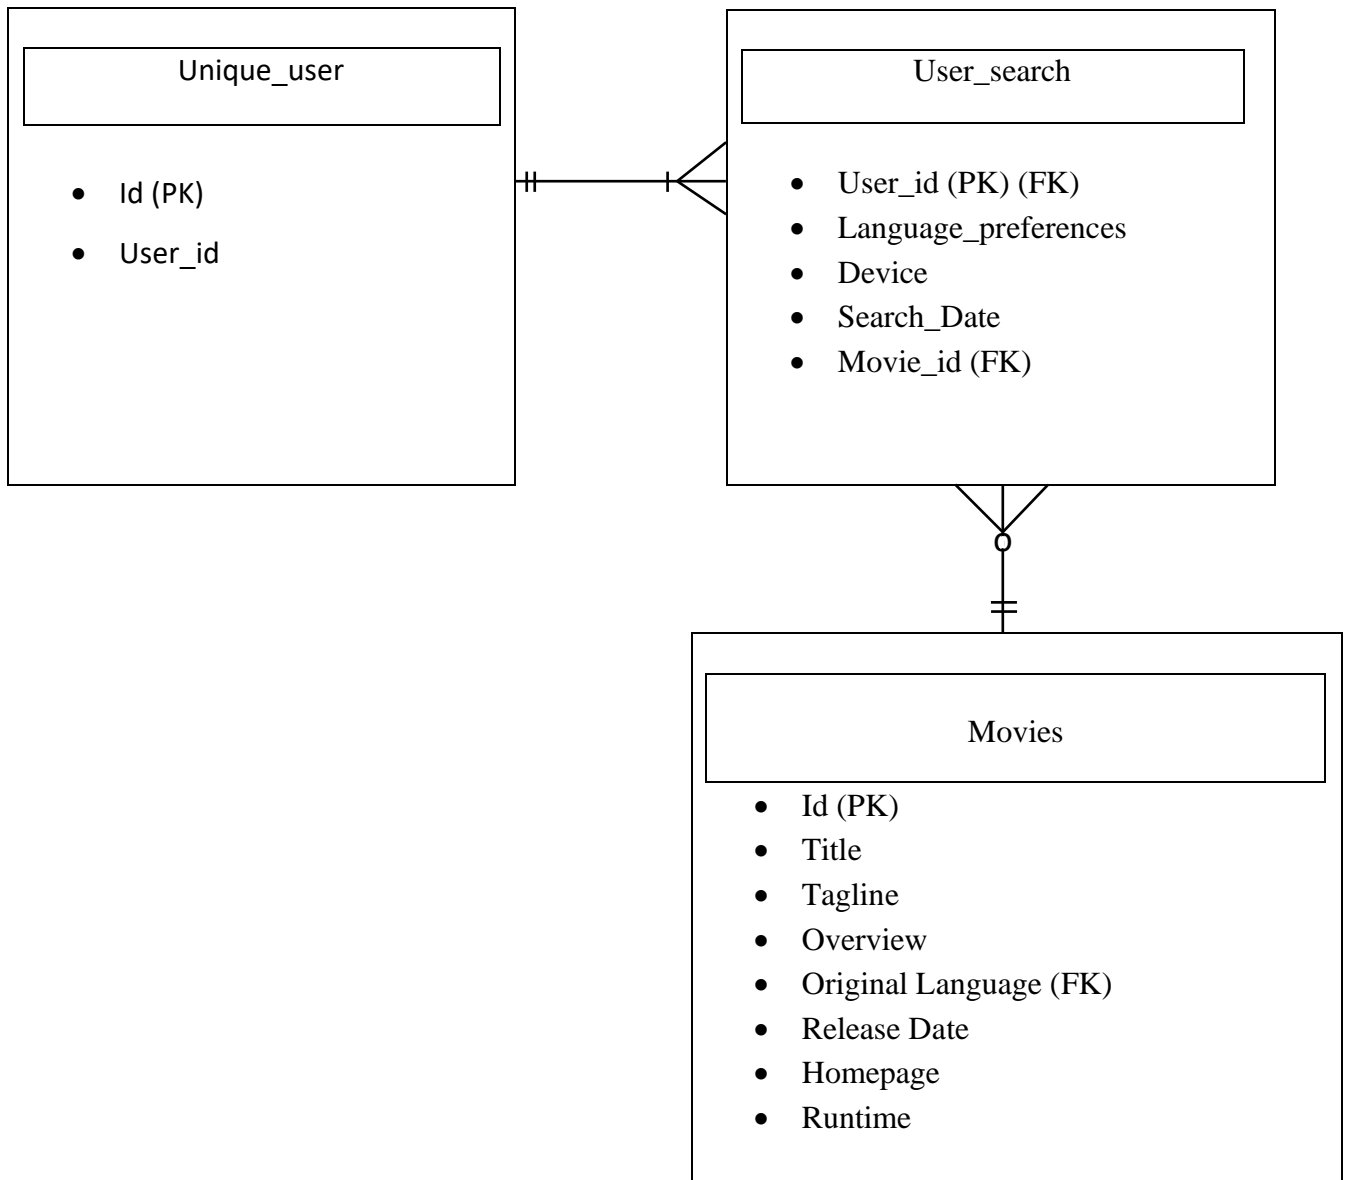 Unique_user
• Id (PK)
• User_id
User_search
• User_id (PK) (FK)
• Language_preferences
• Device
• Search_Date
• Movie_id (FK)
Movies
• Id (PK)
• Title
• Tagline
• Overview
• Original Language (FK)
• Release Date
• Homepage
• Runtime